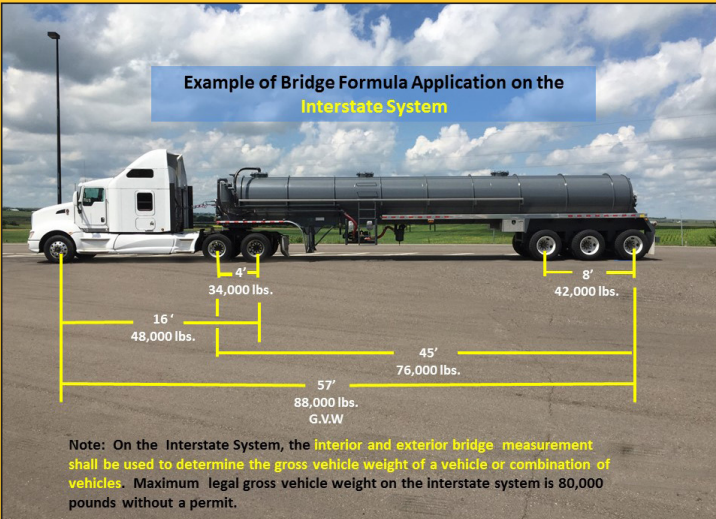 Example of Bridge Formula Application on the
Interstate System
4'
34,000 lbs.
8'
42,000 lbs.
16 '
48,000 lbs.
45'
76,000 lbs.
57'
88,000 lbs.
G.V.W
Note: On the Interstate System, the interior and exterior bridge measurement
shall be used to determine the gross vehicle weight of a vehicle or combination of
vehicles. Maximum legal gross vehicle weight on the interstate system is 80,000
pounds without a permit.